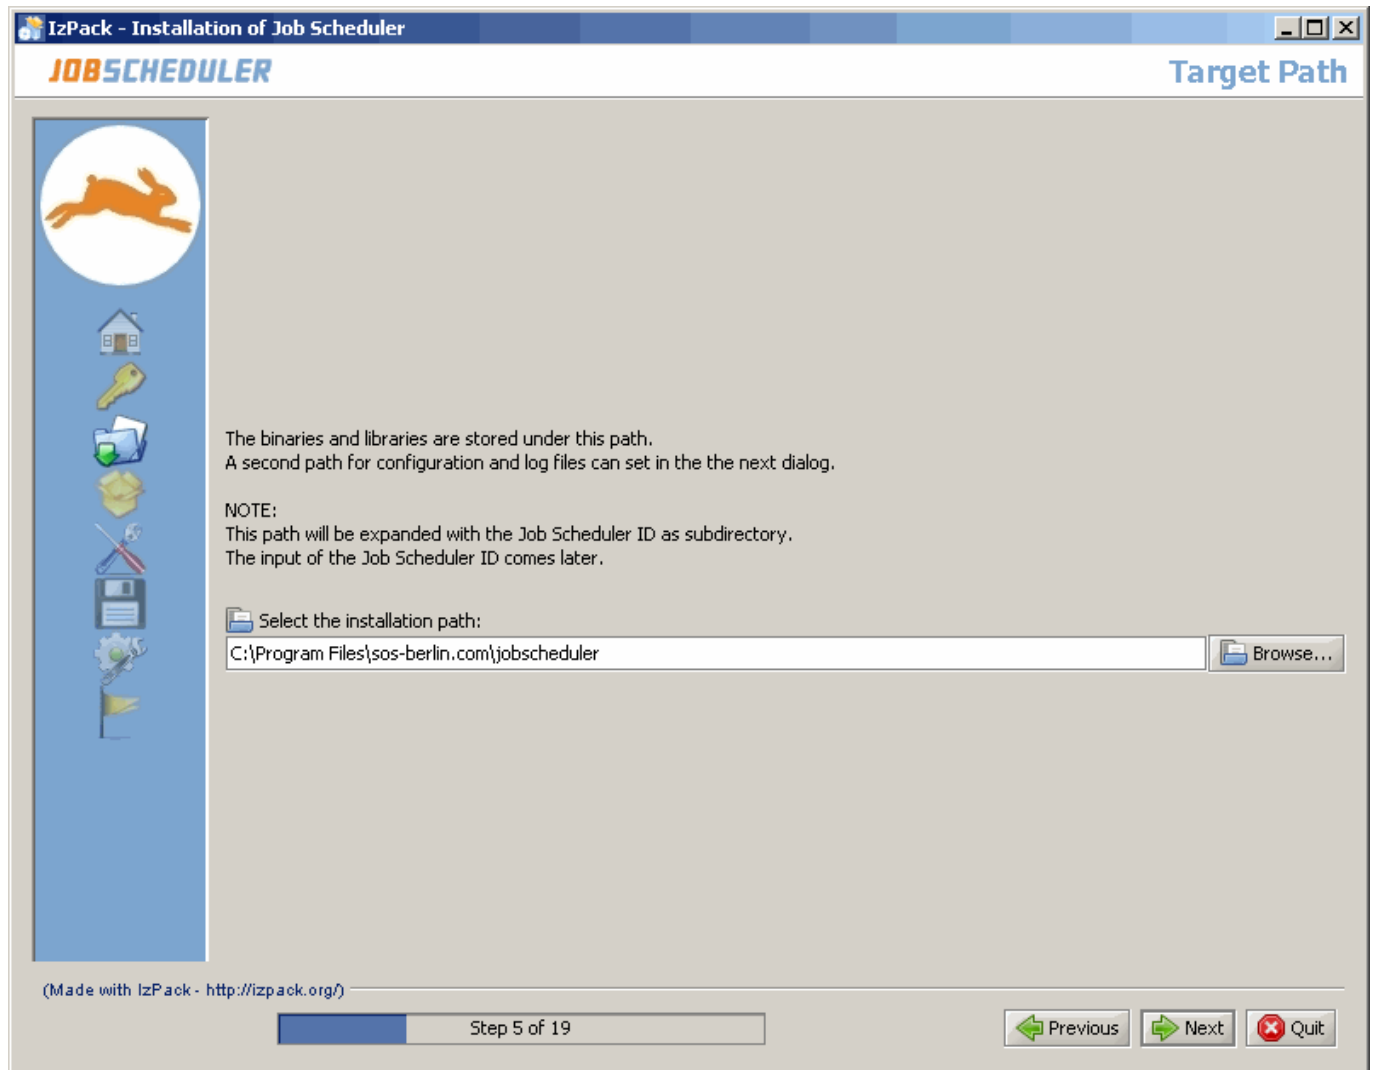 IzPack - Installation of Job Scheduler
JOBSCHEDULER
Target Path
The binaries and libraries are stored under this path.
A second path for configuration and log files can set in the the next dialog.
NOTE:
This path will be expanded with the Job Scheduler ID as subdirectory.
The input of the Job Scheduler ID comes later.
Select the installation path:
C:\Program Files\sos-berlin.com\jobscheduler
Browse...
(Made with IzPack - http://izpack.org/)
Step 5 of 19
Previous
Next
Quit